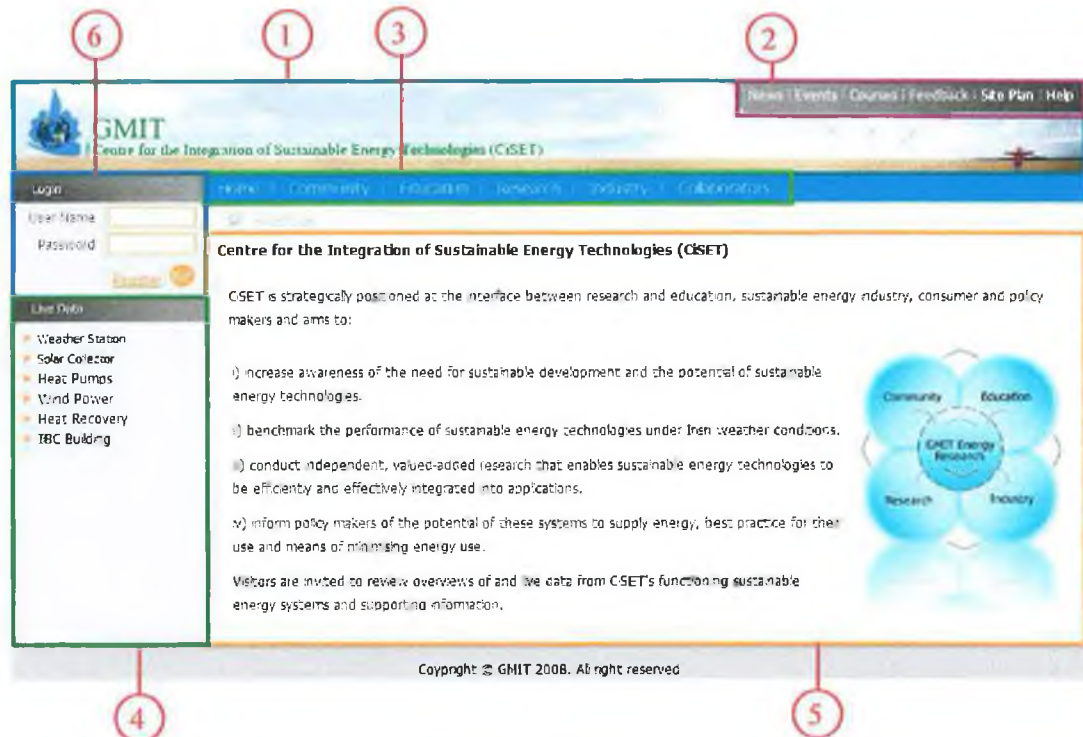 6 1 3 2
News | Events | Courses | Feedback | Site Plan | Help
GMIT
Centre for the Integration of Sustainable Energy Technologies (CiSET)
Login
Home | Community | Education | Research | Industry | Collaborators
User Name
Password
Centre for the Integration of Sustainable Energy Technologies (CiSET)
Register
CiSET is strategically positioned at the interface between research and education, sustainable energy industry, consumer and policy
makers and aims to:
Live Data
Weather Station
Solar Collector
Heat Pumps
Wind Power
Heat Recovery
IBC Building
i) increase awareness of the need for sustainable development and the potential of sustainable
energy technologies.
ii) benchmark the performance of sustainable energy technologies under Irish weather conditions.
iii) conduct independent, valued-added research that enables sustainable energy technologies to
be efficiently and effectively integrated into applications.
iv) inform policy makers of the potential of these systems to supply energy, best practice for their
use and means of minimising energy use.
Visitors are invited to review overviews of and live data from CiSET's functioning sustainable
energy systems and supporting information.
Community Education
GMIT Energy
Research
Research Industry
Coypright © GMIT 2008. All right reserved
4 5